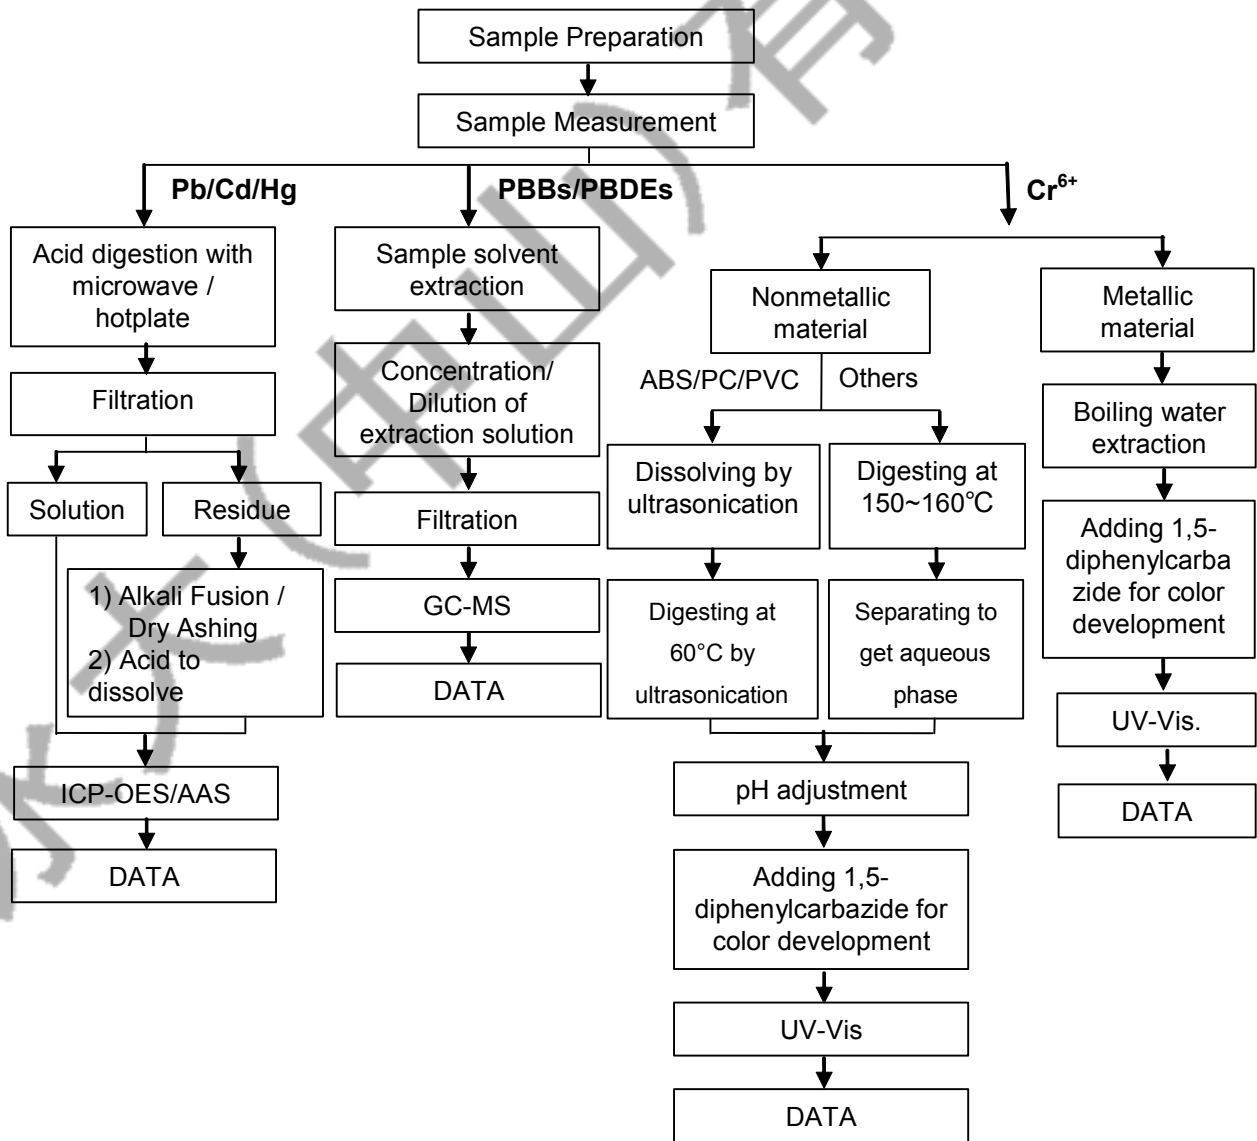 Sample Preparation
Sample Measurement
Pb/Cd/Hg
Acid digestion with
microwave /
hotplate
Filtration
Solution
Residue
1) Alkali Fusion /
Dry Ashing
2) Acid to
dissolve
ICP-OES/AAS
DATA
PBBs/PBDEs
Sample solvent
extraction
Concentration/
Dilution of
extraction solution
Filtration
GC-MS
DATA
Cr⁶⁺
Nonmetallic
material
ABS/PC/PVC
Others
Dissolving by
ultrasonication
Digesting at
60°C by
ultrasonication
Digesting at
150~160℃
Separating to
get aqueous
phase
pH adjustment
Adding 1,5-
diphenylcarbazide for
color development
UV-Vis
DATA
Metallic
material
Boiling water
extraction
Adding 1,5-
diphenylcarba
zide for color
development
UV-Vis.
DATA
大(中山)有